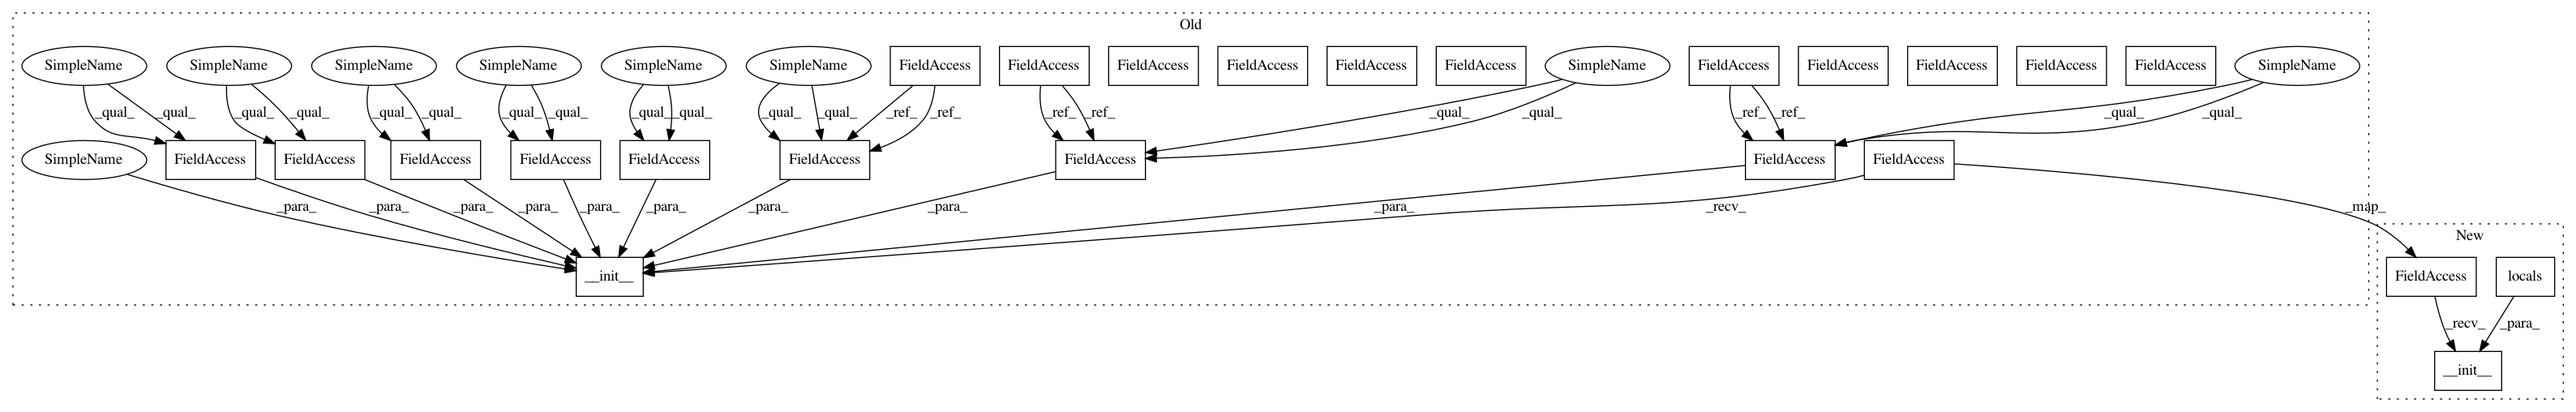 Old
SimpleName SimpleName SimpleName SimpleName SimpleName SimpleName FieldAccess FieldAccess FieldAccess FieldAccess FieldAccess FieldAccess SimpleName FieldAccess FieldAccess FieldAccess FieldAccess FieldAccess SimpleName
_qual_ _qual_ _qual_ _qual_ _qual_ _qual_ _qual_ _qual_ _qual_ _qual_ _qual_ _qual_ _ref_ _ref_ _ref_ _ref_ _qual_ _qual_ _ref_ _ref_ _qual_ _qual_
SimpleName FieldAccess FieldAccess FieldAccess FieldAccess FieldAccess FieldAccess FieldAccess FieldAccess FieldAccess
_para_ _para_ _para_ _para_ _para_ _para_ _para_ _para_ _para_ _recv_ _map_
New
__init__ FieldAccess locals
_recv_ _para_
__init__